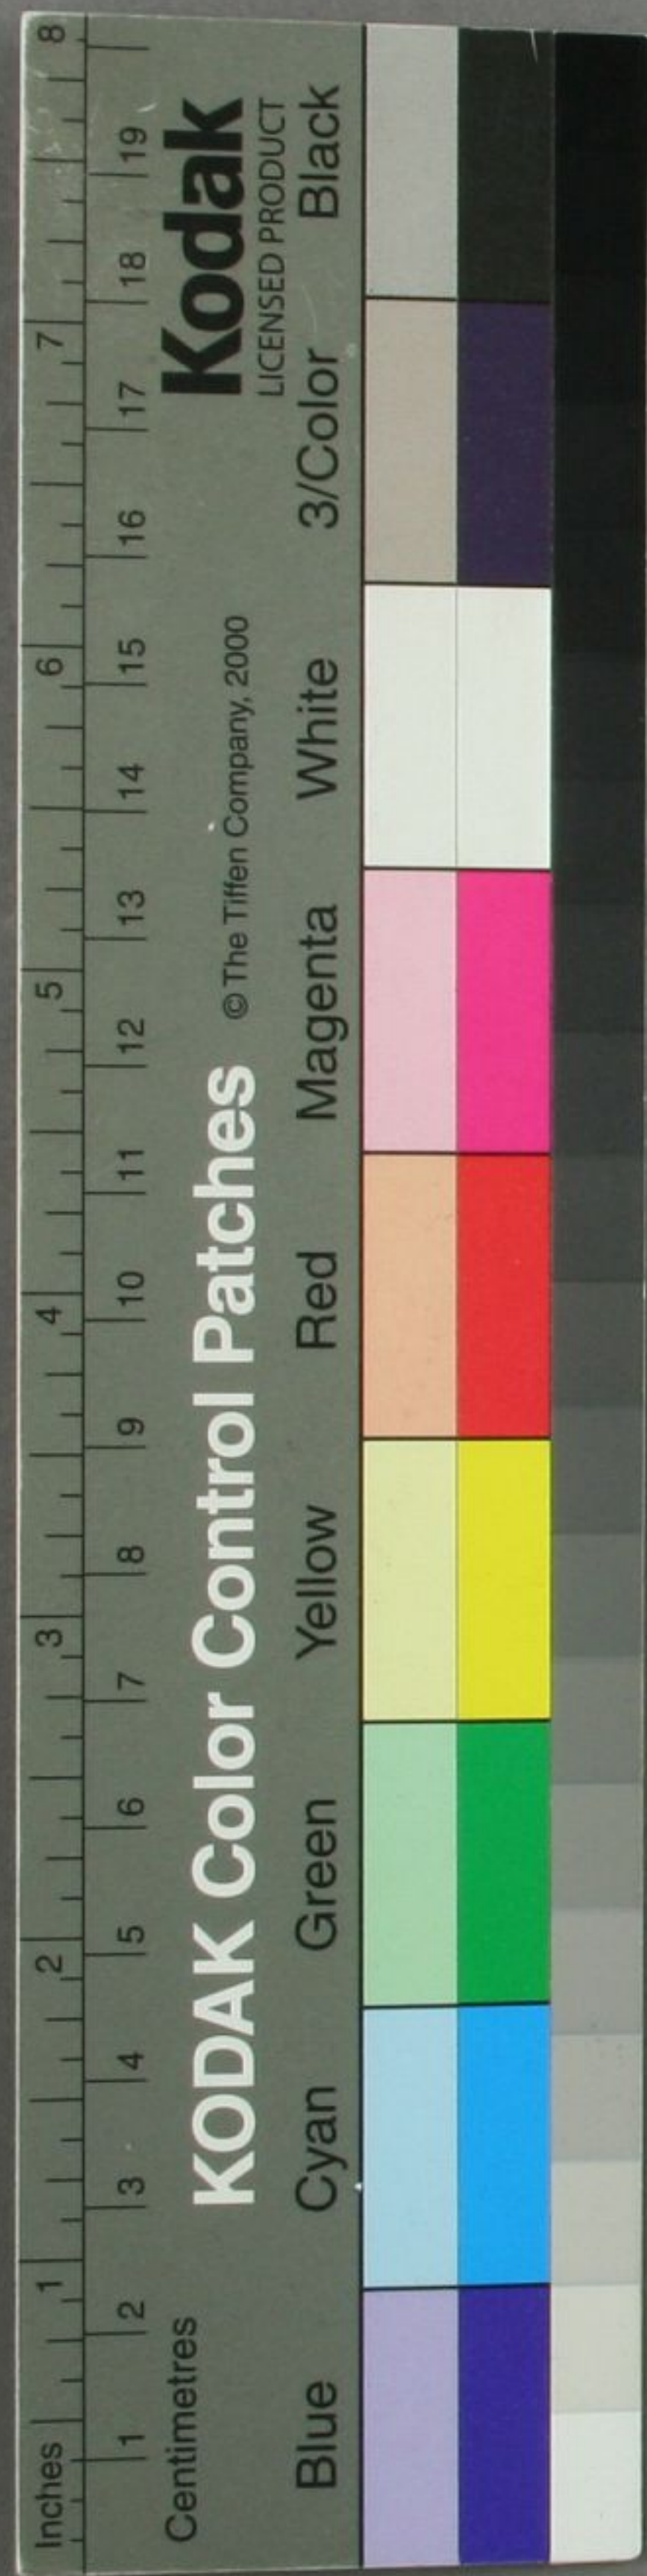 Inches 1 2 3 4 5 6 7 8
1 2 3 4 5 6 7 8 9 10 11 12 13 14 15 16 17 18 19
Centimetres
KODAK Color Control Patches
© The Tiffen Company, 2000
Kodak
LICENSED PRODUCT
Blue Cyan Green Yellow Red Magenta White 3/Color Black